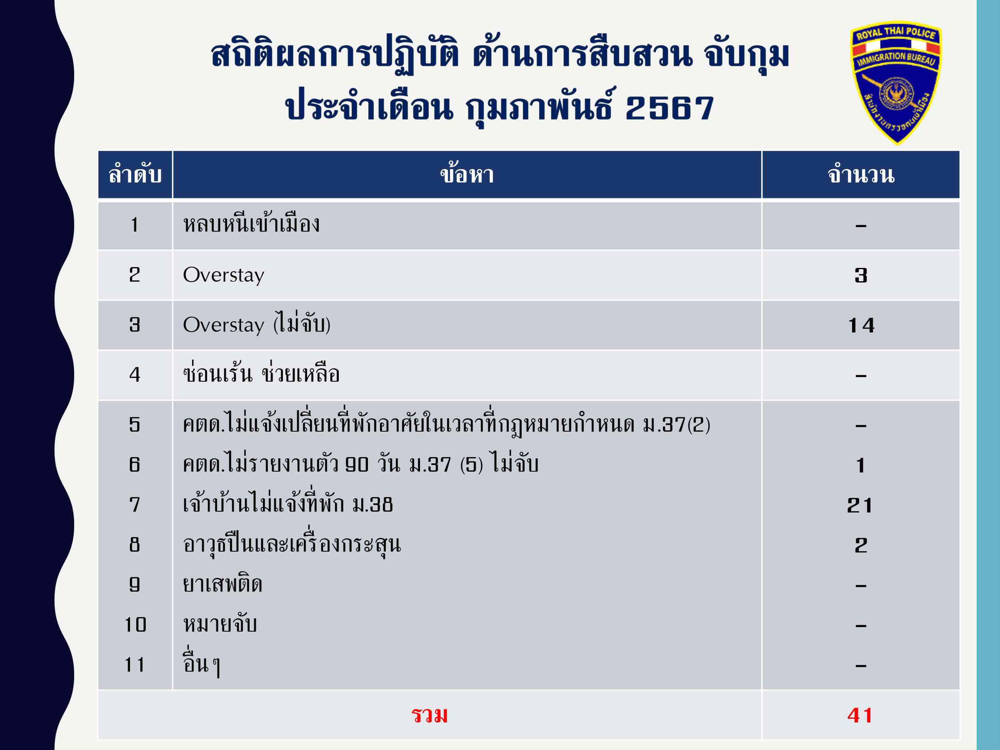 สถิติผลการปฏิบัติ ด้านการสืบสวน จับกุม
ประจำเดือน กุมภาพันธ์ 2567
ROYAL THAI POLICE
IMMIGRATION BUREAU
สำนักงานตรวจคนเข้าเมือง
ลำดับ ข้อหา จำนวน
1 หลบหนีเข้าเมือง -
2 Overstay 3
3 Overstay (ไม่จับ) 14
4 ซ่อนเร้น ช่วยเหลือ -
5 คตด.ไม่แจ้งเปลี่ยนที่พักอาศัยในเวลาที่กฎหมายกำหนด ม.37(2) -
6 คตด.ไม่รายงานตัว 90 วัน ม.37 (5) ไม่จับ 1
7 เจ้าบ้านไม่แจ้งที่พัก ม.38 21
8 อาวุธปืนและเครื่องกระสุน 2
9 ยาเสพติด -
10 หมายจับ -
11 อื่นๆ -
รวม 41